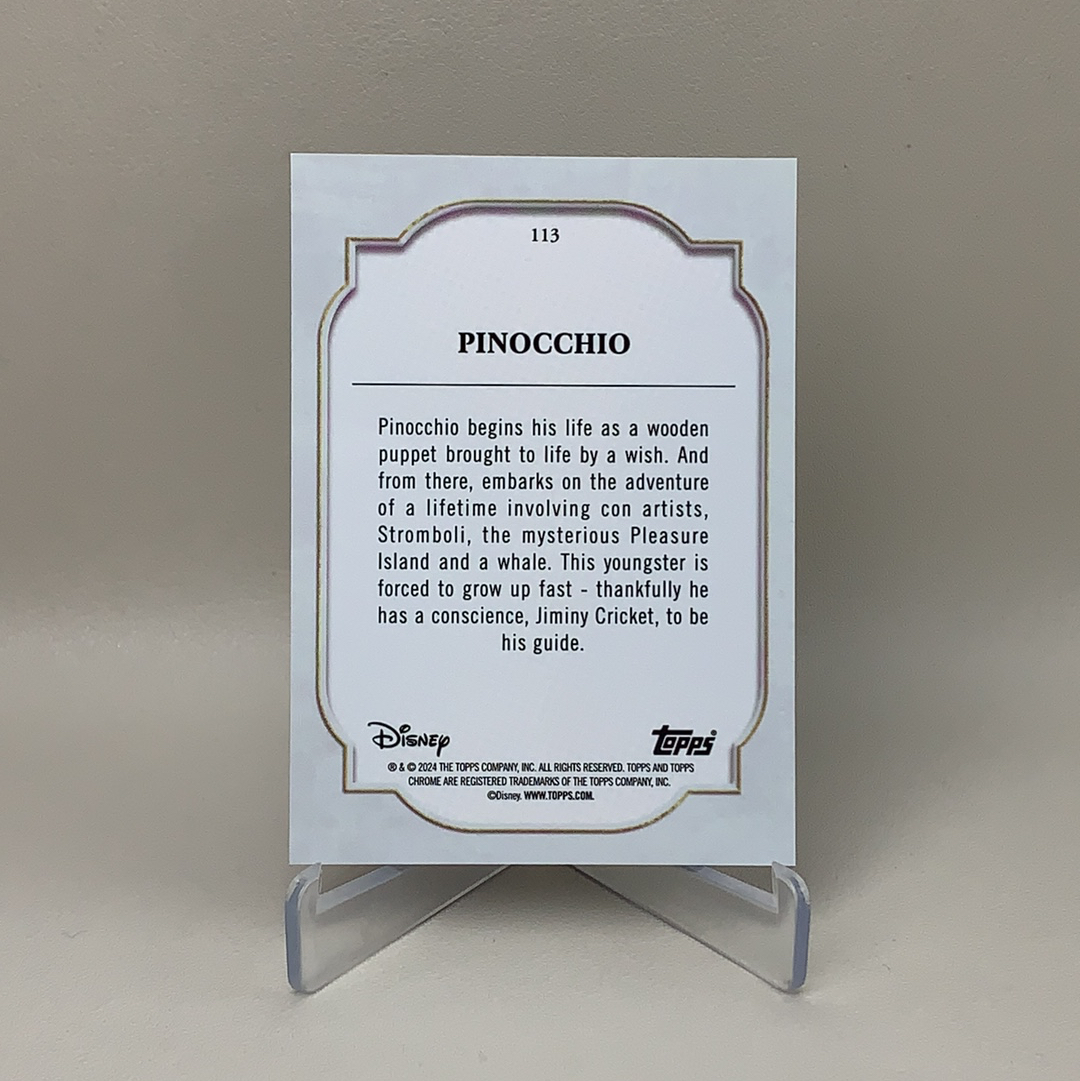 113
PINOCCHIO
Pinocchio begins his life as a wooden
puppet brought to life by a wish. And
from there, embarks on the adventure
of a lifetime involving con artists,
Stromboli, the mysterious Pleasure
Island and a whale. This youngster is
forced to grow up fast - thankfully he
has a conscience, Jiminy Cricket, to be
his guide.
Disney topps®
® & © 2024 THE TOPPS COMPANY, INC. ALL RIGHTS RESERVED. TOPPS AND TOPPS
CHROME ARE REGISTERED TRADEMARKS OF THE TOPPS COMPANY, INC.
©Disney. WWW.TOPPS.COM.